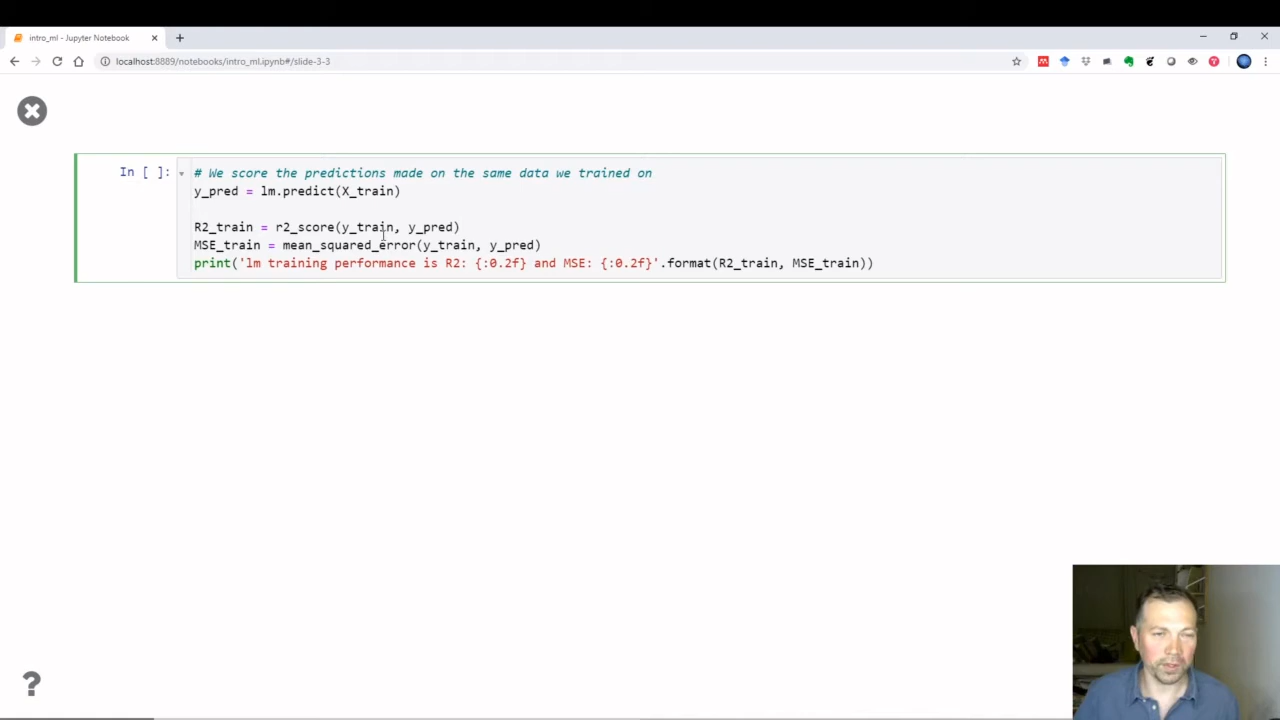 intro_ml - Jupyter Notebook
localhost:8889/notebooks/intro_ml.ipynb#/slide-3-3
In [ ]:
# We score the predictions made on the same data we trained on
y_pred = lm.predict(X_train)
R2_train = r2_score(y_train, y_pred)
MSE_train = mean_squared_error(y_train, y_pred)
print('lm training performance is R2: {:0.2f} and MSE: {:0.2f}'.format(R2_train, MSE_train))
?